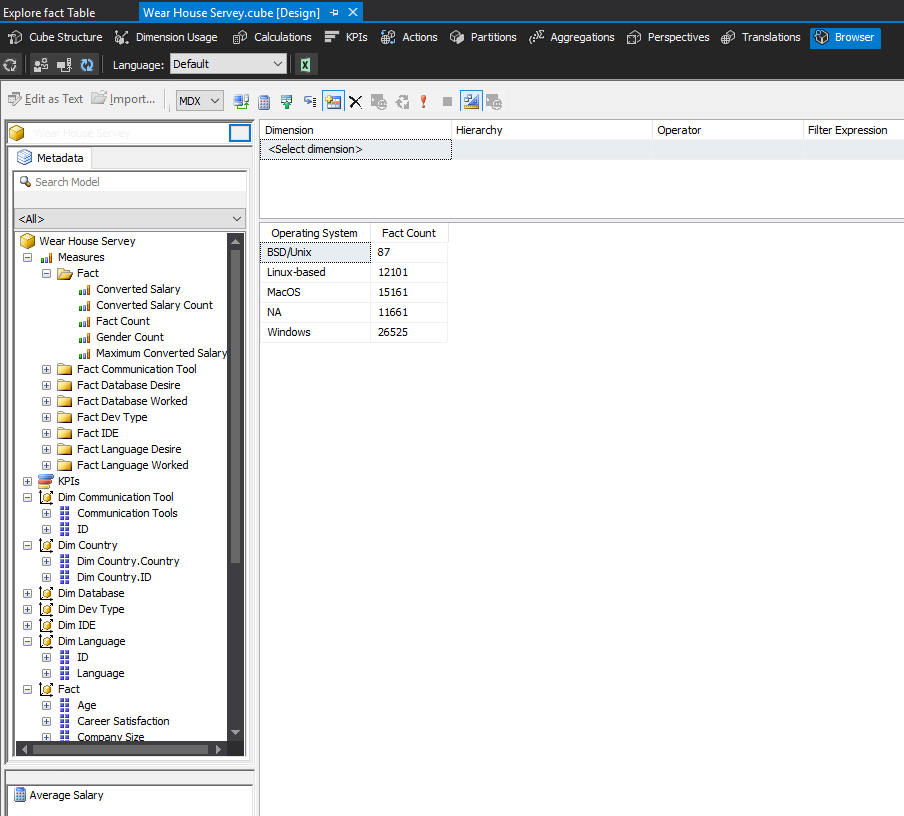 Explore fact Table
Wear House Servey.cube [Design]
Cube Structure Dimension Usage Calculations KPIs Actions Partitions Aggregations Perspectives Translations Browser
Language: Default
Edit as Text Import... MDX
Wear House Servey
Metadata
Search Model
<All>
Wear House Servey
Measures
Fact
Converted Salary
Converted Salary Count
Fact Count
Gender Count
Maximum Converted Salary
Fact Communication Tool
Fact Database Desire
Fact Database Worked
Fact Dev Type
Fact IDE
Fact Language Desire
Fact Language Worked
KPIs
Dim Communication Tool
Communication Tools
ID
Dim Country
Dim Country.Country
Dim Country.ID
Dim Database
Dim Dev Type
Dim IDE
Dim Language
ID
Language
Fact
Age
Career Satisfaction
Company Size
Average Salary
Dimension Hierarchy Operator Filter Expression
<Select dimension>
Operating System Fact Count
BSD/Unix 87
Linux-based 12101
MacOS 15161
NA 11661
Windows 26525